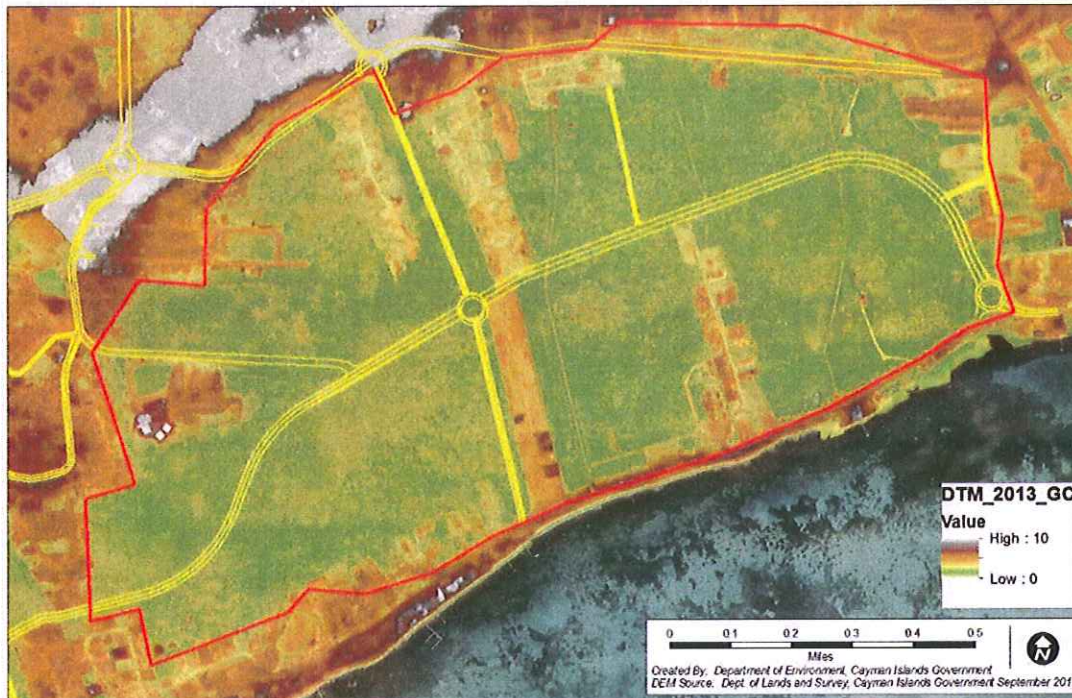 DTM_2013_GC
Value
High : 10
Low : 0
0 0.1 0.2 0.3 0.4 0.5
Miles
N
Created By: Department of Environment, Cayman Islands Government
DEM Source: Dept. of Lands and Survey, Cayman Islands Government September 201